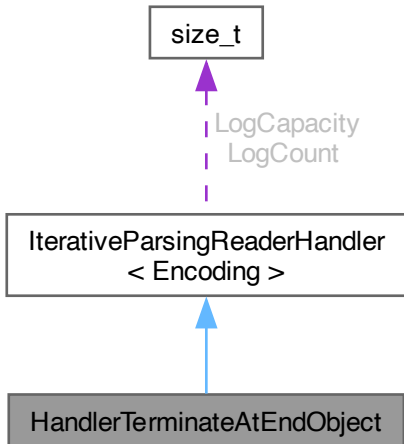 size_t
LogCapacity
LogCount
IterativeParsingReaderHandler
< Encoding >
HandlerTerminateAtEndObject